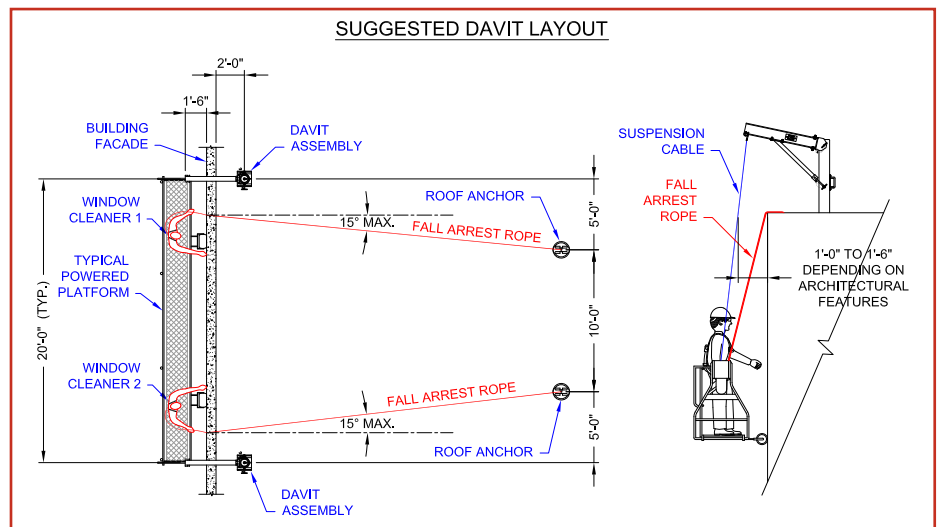 SUGGESTED DAVIT LAYOUT
2'-0"
1'-6"
BUILDING
FACADE
DAVIT
ASSEMBLY
WINDOW
CLEANER 1
TYPICAL
POWERED
PLATFORM
20'-0" (TYP.)
WINDOW
CLEANER 2
15° MAX.
FALL ARREST ROPE
ROOF ANCHOR
5'-0"
10'-0"
FALL ARREST ROPE
15° MAX.
ROOF ANCHOR
5'-0"
DAVIT
ASSEMBLY
SUSPENSION
CABLE
FALL
ARREST
ROPE
1'-0" TO 1'-6"
DEPENDING ON
ARCHITECTURAL
FEATURES